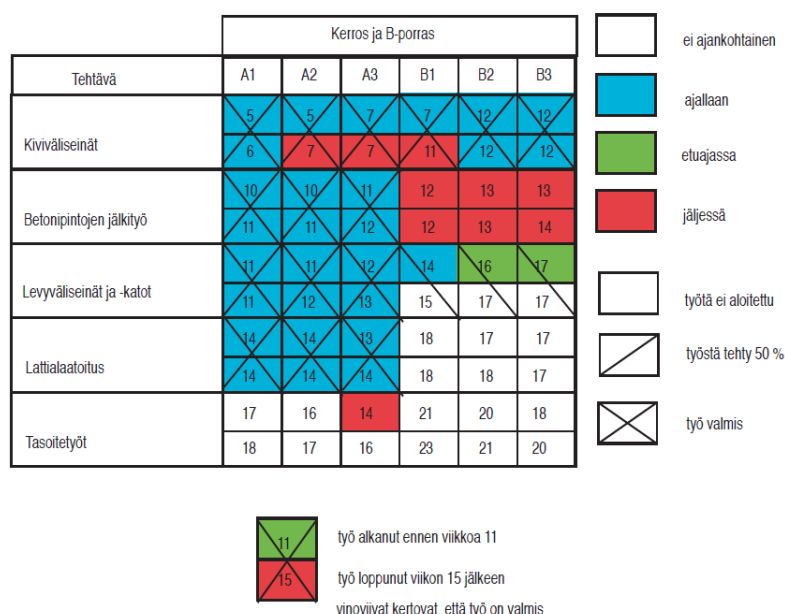 Kerros ja B-porras
Tehtävä A1 A2 A3 B1 B2 B3
Kiviväliseinät
5 5 7 7 12 12
6 7 7 11 12 12
Betonipintojen jälkityö
10 10 11 12 13 13
11 11 12 12 13 14
Levyväliseinät ja -katot
11 11 12 14 16 17
11 12 13 15 17 17
Lattialaatoitus
14 14 13 18 17 17
14 14 14 18 18 17
Tasoitetyöt
17 16 14 21 20 18
18 17 16 23 21 20
ei ajankohtainen
ajallaan
etuajassa
jäljessä
työtä ei aloitettu
työstä tehty 50 %
työ valmis
11 työ alkanut ennen viikkoa 11
15 työ loppunut viikon 15 jälkeen
vinoviivat kertovat, että työ on valmis